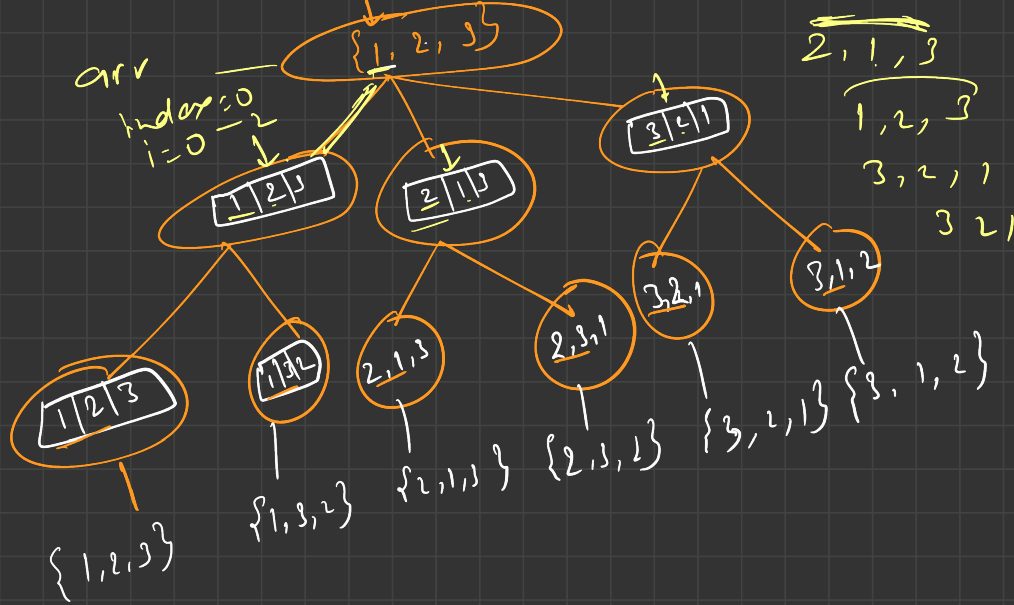 {1, 2, 3}
arr
index=0
i=0-2
2, 1, 3
1, 2, 3
3, 2, 1
3 2 1
1 2 3
2 1 3
3 2 1
1 2 3
1 3 2
2, 1, 3
2, 3, 1
3, 2, 1
3, 1, 2
{1, 2, 3}
{1, 3, 2}
{2, 1, 3}
{2, 3, 1}
{3, 2, 1}
{3, 1, 2}